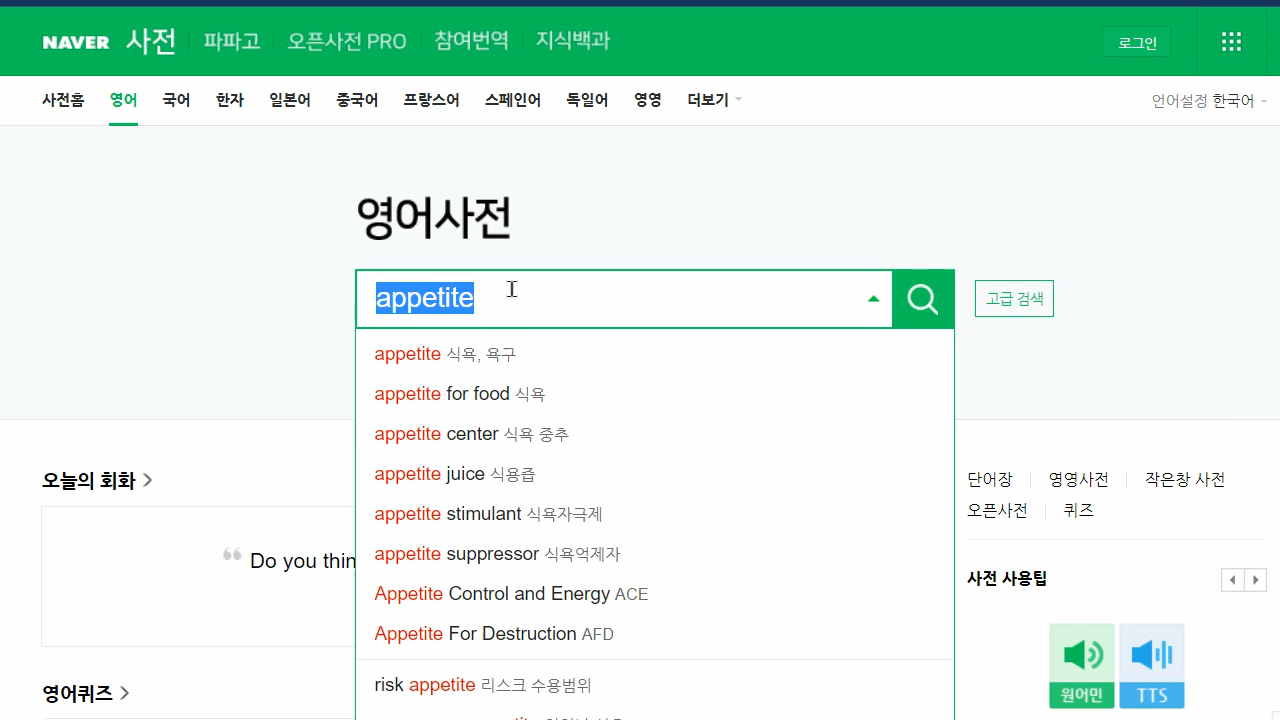 NAVER 사전 파파고 오픈사전 PRO 참여번역 지식백과 로그인
사전홈 영어 국어 한자 일본어 중국어 프랑스어 스페인어 독일어 영영 더보기 언어설정 한국어
영어사전
appetite 고급 검색
appetite 식욕, 욕구
appetite for food 식욕
appetite center 식욕 중추
appetite juice 식용즙
appetite stimulant 식욕자극제
appetite suppressor 식욕억제자
Appetite Control and Energy ACE
Appetite For Destruction AFD
risk appetite 리스크 수용범위
오늘의 회화
Do you thin
영어퀴즈
단어장 영영사전 작은창 사전
오픈사전 퀴즈
사전 사용팁
원어민 TTS